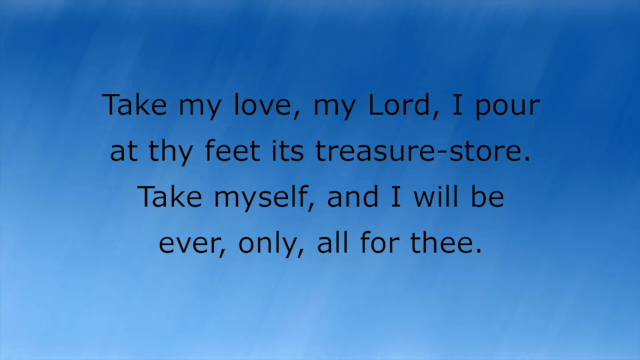 Take my love, my Lord, I pour
at thy feet its treasure-store.
Take myself, and I will be
ever, only, all for thee.